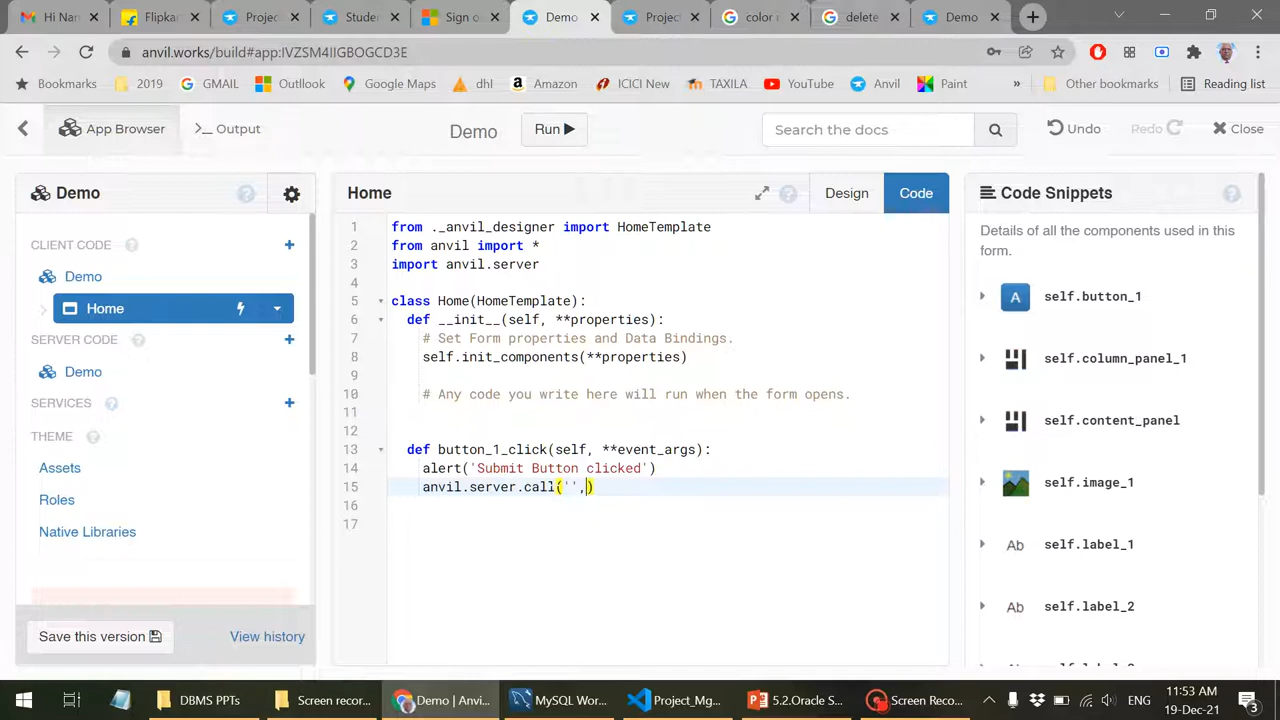 Hi Nar
Flipkar
Project
Studer
Sign o
Demo
Project
color i
delete
Demo
anvil.works/build#app:IVZSM4IIGBOGCD3E
Bookmarks
2019
GMAIL
Outllook
Google Maps
dhl
Amazon
ICICI New
TAXILA
YouTube
Anvil
Paint
»
Other bookmarks
Reading list
App Browser
>_ Output
Demo
Run
Search the docs
Undo
Redo
Close
Demo
CLIENT CODE
Demo
Home
SERVER CODE
Demo
SERVICES
THEME
Assets
Roles
Native Libraries
Save this version
View history
Home
Design
Code
1 from ._anvil_designer import HomeTemplate
2 from anvil import *
3 import anvil.server
4
5 class Home(HomeTemplate):
6 def __init__(self, **properties):
7 # Set Form properties and Data Bindings.
8 self.init_components(**properties)
9
10 # Any code you write here will run when the form opens.
11
12
13 def button_1_click(self, **event_args):
14 alert('Submit Button clicked')
15 anvil.server.call('',)
16
17
Code Snippets
Details of all the components used in this
form.
A self.button_1
self.column_panel_1
self.content_panel
self.image_1
Ab self.label_1
Ab self.label_2
DBMS PPTs
Screen recor...
Demo | Anvi...
MySQL Wor...
Project_Mg...
5.2.Oracle S...
Screen Reco...
ENG
11:53 AM
19-Dec-21
3